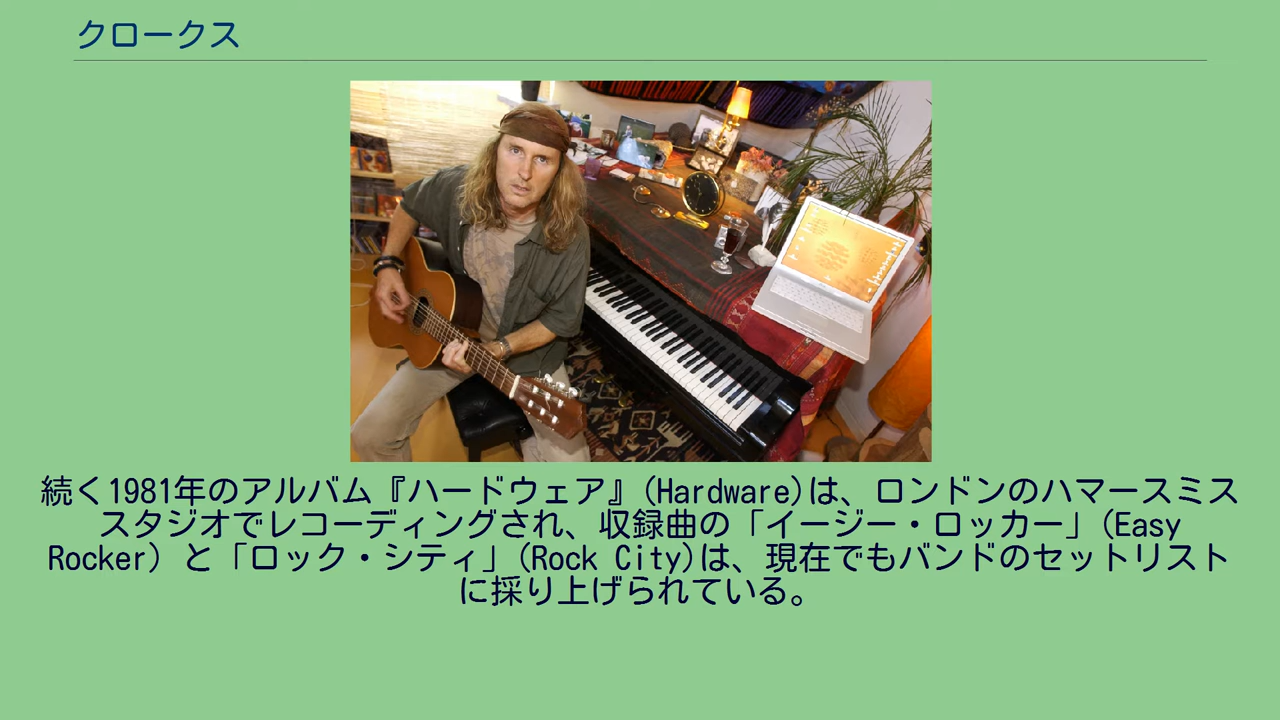 クロークス
続く1981年のアルバム『ハードウェア』(Hardware)は、ロンドンのハマースミス
スタジオでレコーディングされ、収録曲の「イージー・ロッカー」(Easy
Rocker) と「ロック・シティ」(Rock City)は、現在でもバンドのセットリスト
に採り上げられている。